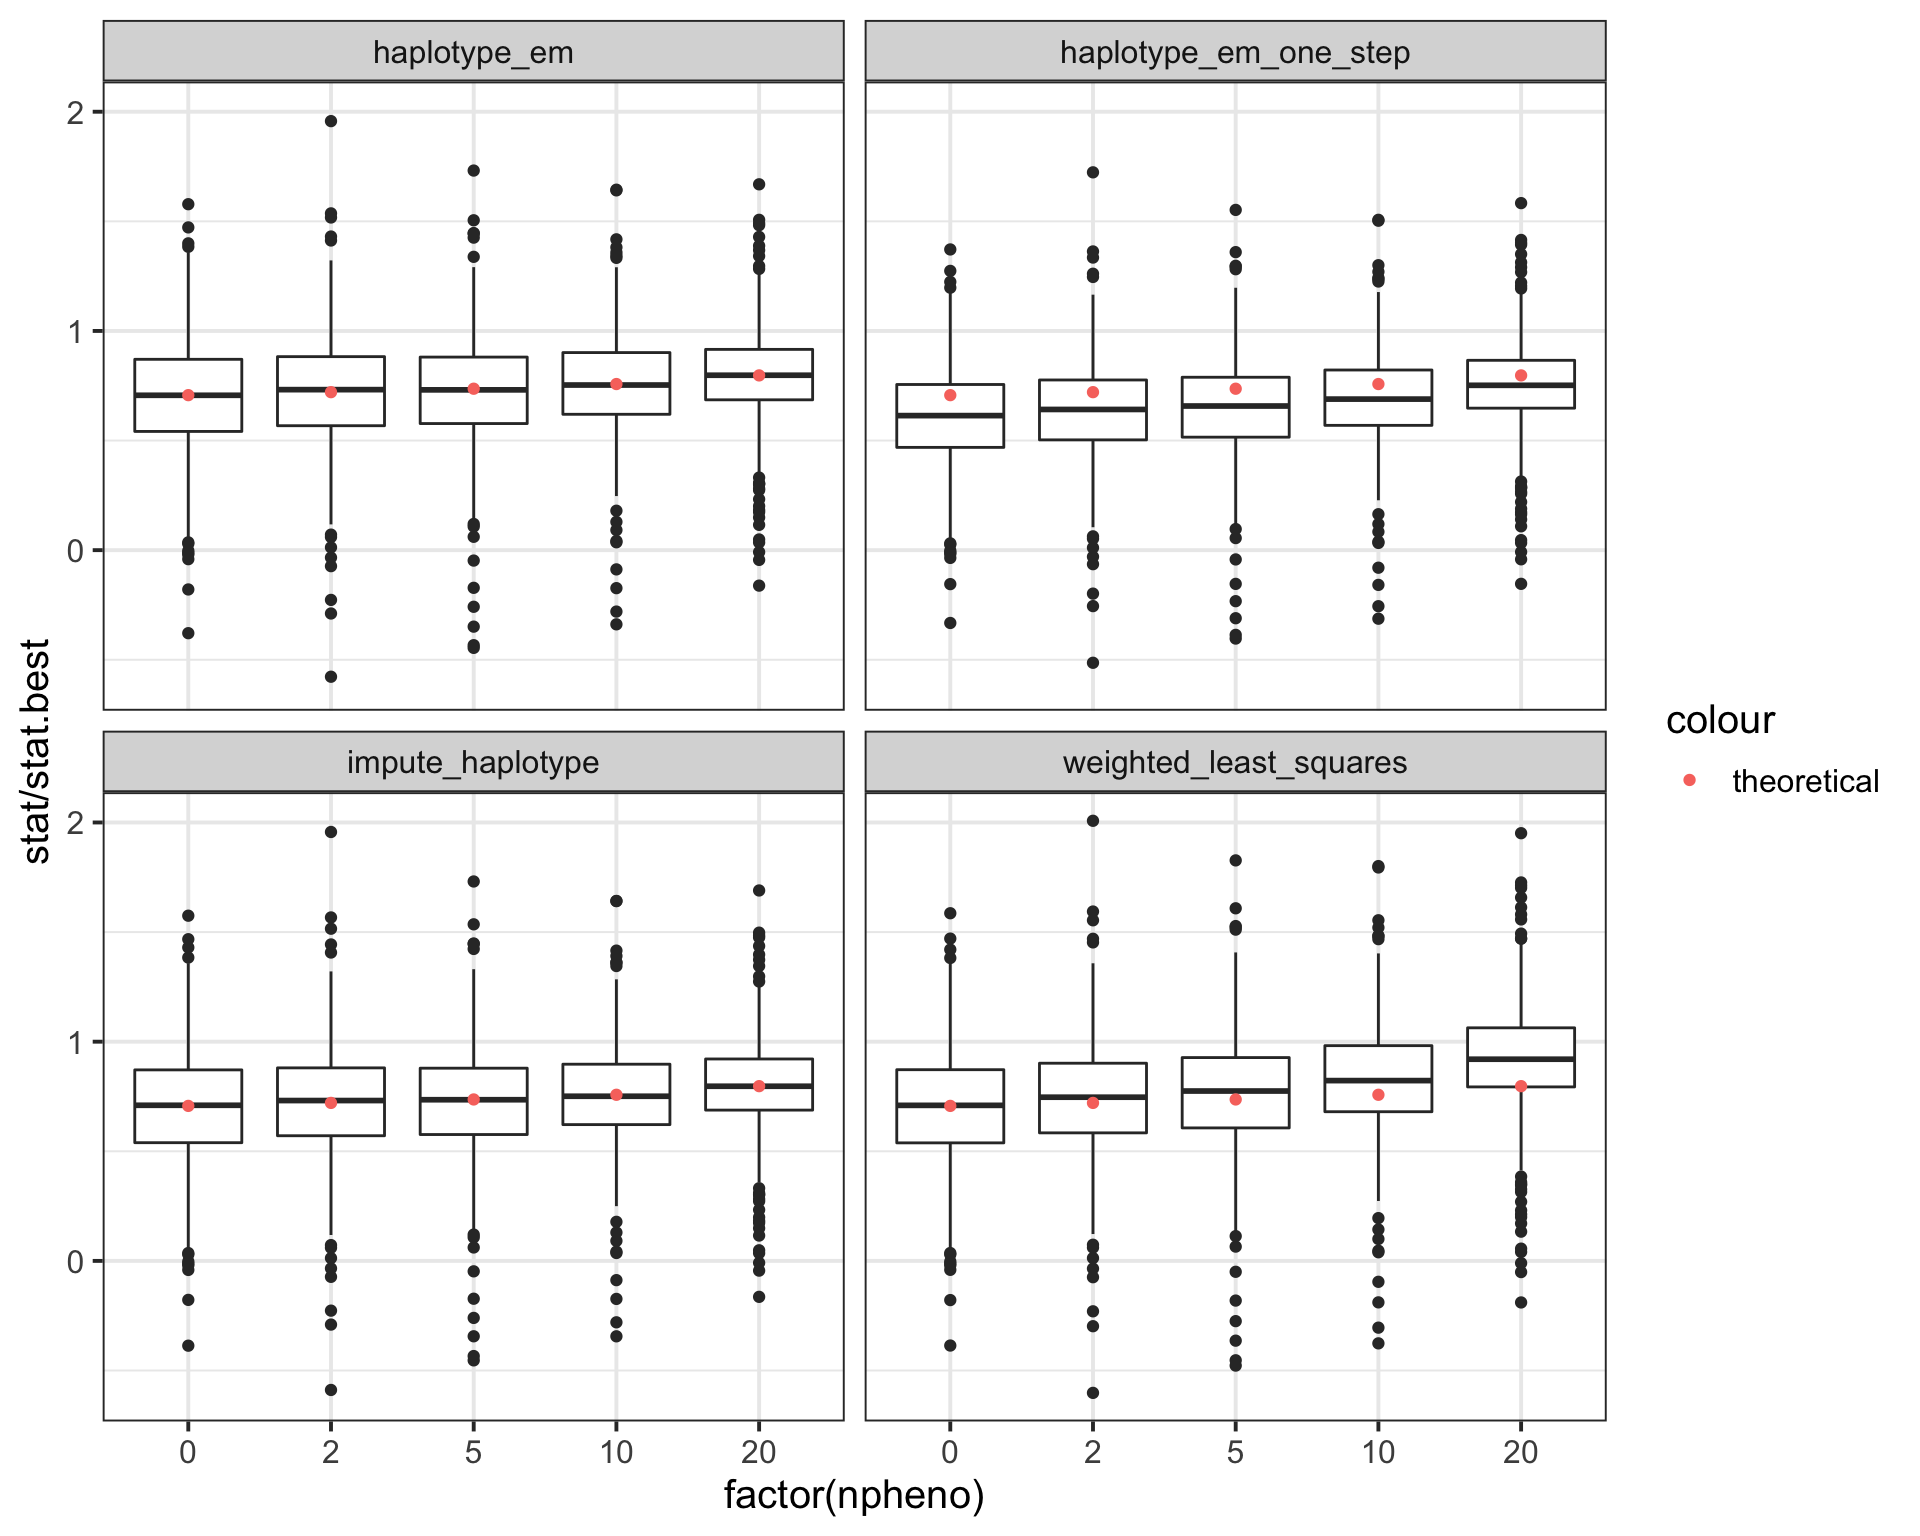 haplotype_em
haplotype_em_one_step
2
1
0
impute_haplotype
weighted_least_squares
2
1
0
0 2 5 10 20
0 2 5 10 20
factor(npheno)
stat/stat.best
colour
theoretical